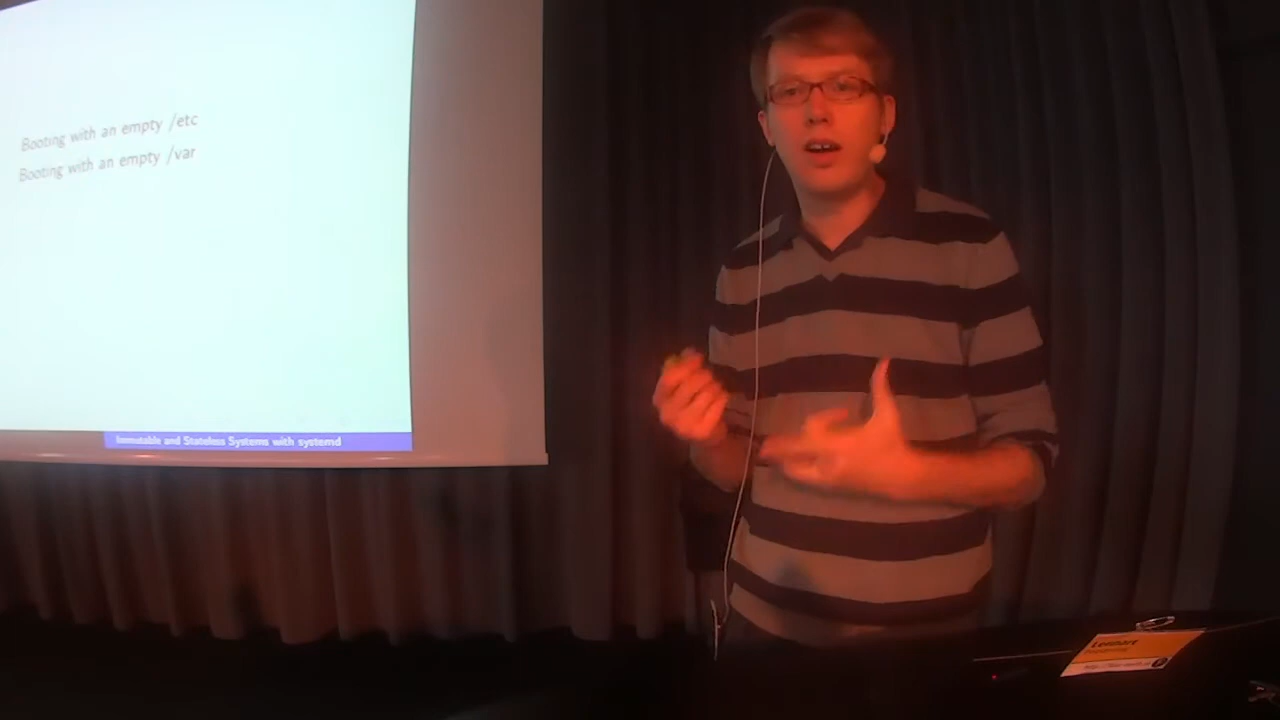 Booting with an empty /etc
Booting with an empty /var
Immutable and Stateless Systems with systemd
Lennart